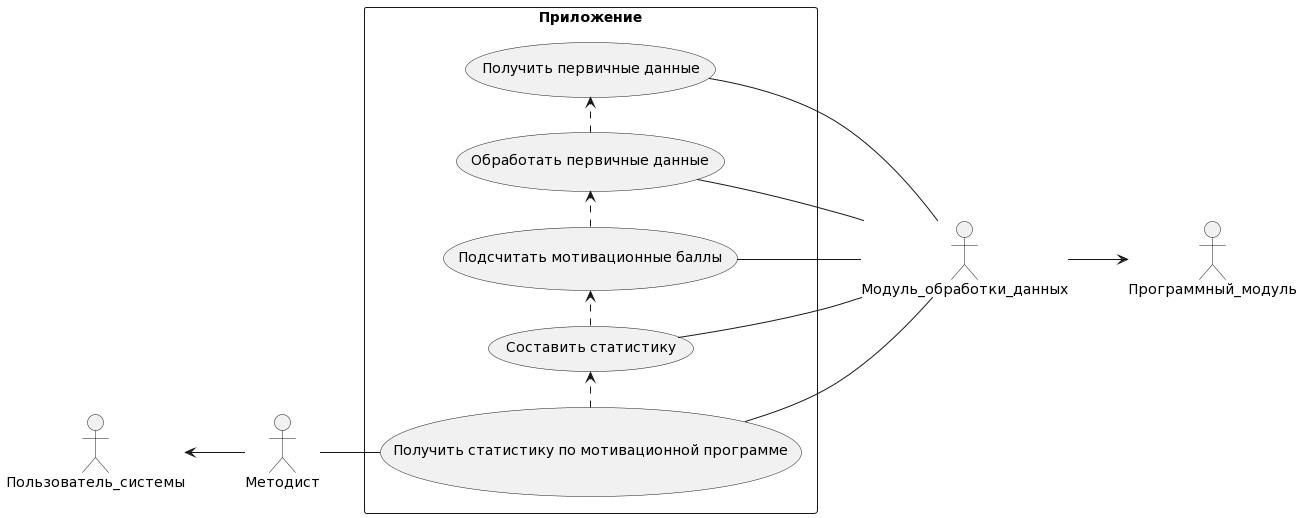 Приложение
Получить первичные данные
Обработать первичные данные
Подсчитать мотивационные баллы
Модуль_обработки_данных
Программный_модуль
Составить статистику
Получить статистику по мотивационной программе
Пользователь_системы
Методист